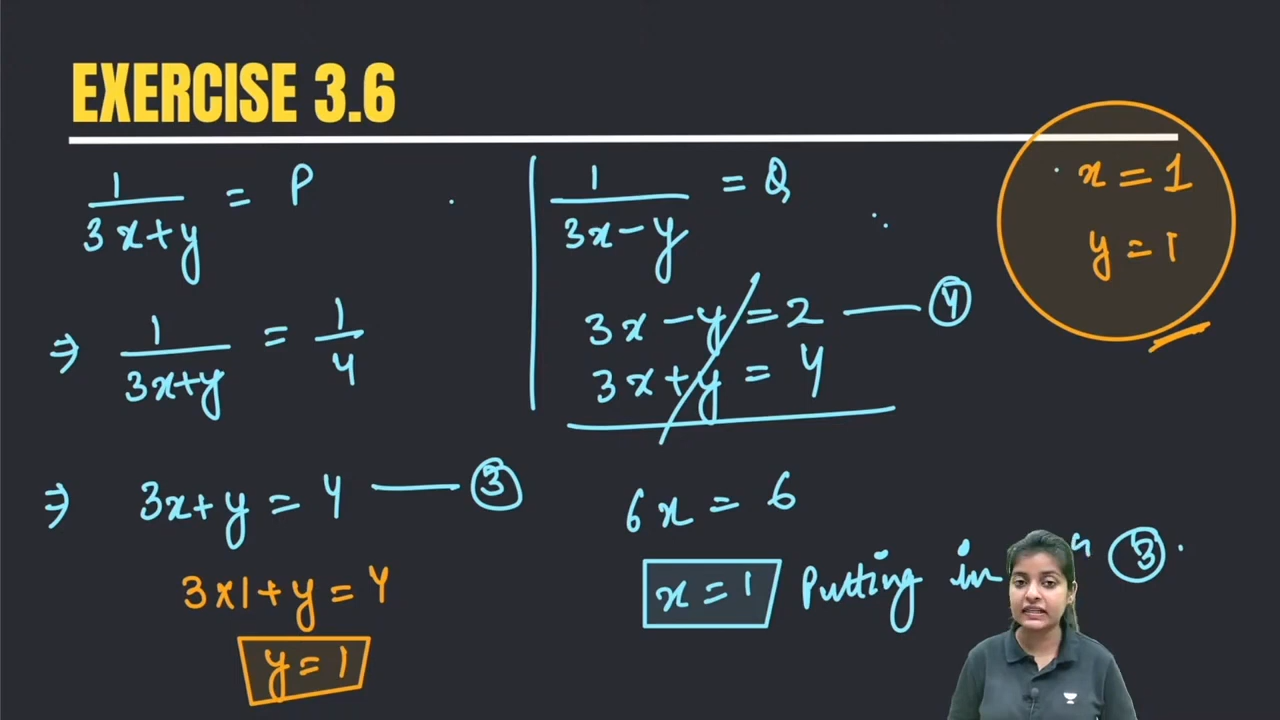 EXERCISE 3.6
1/(3x+y) = P
⇒ 1/(3x+y) = 1/4
⇒ 3x+y = 4 —— ③
3×1+y = 4
y = 1
1/(3x-y) = Q
3x-y = 2 —— ④
3x+y = 4
6x = 6
x = 1 Putting in ③.
x = 1
y = 1